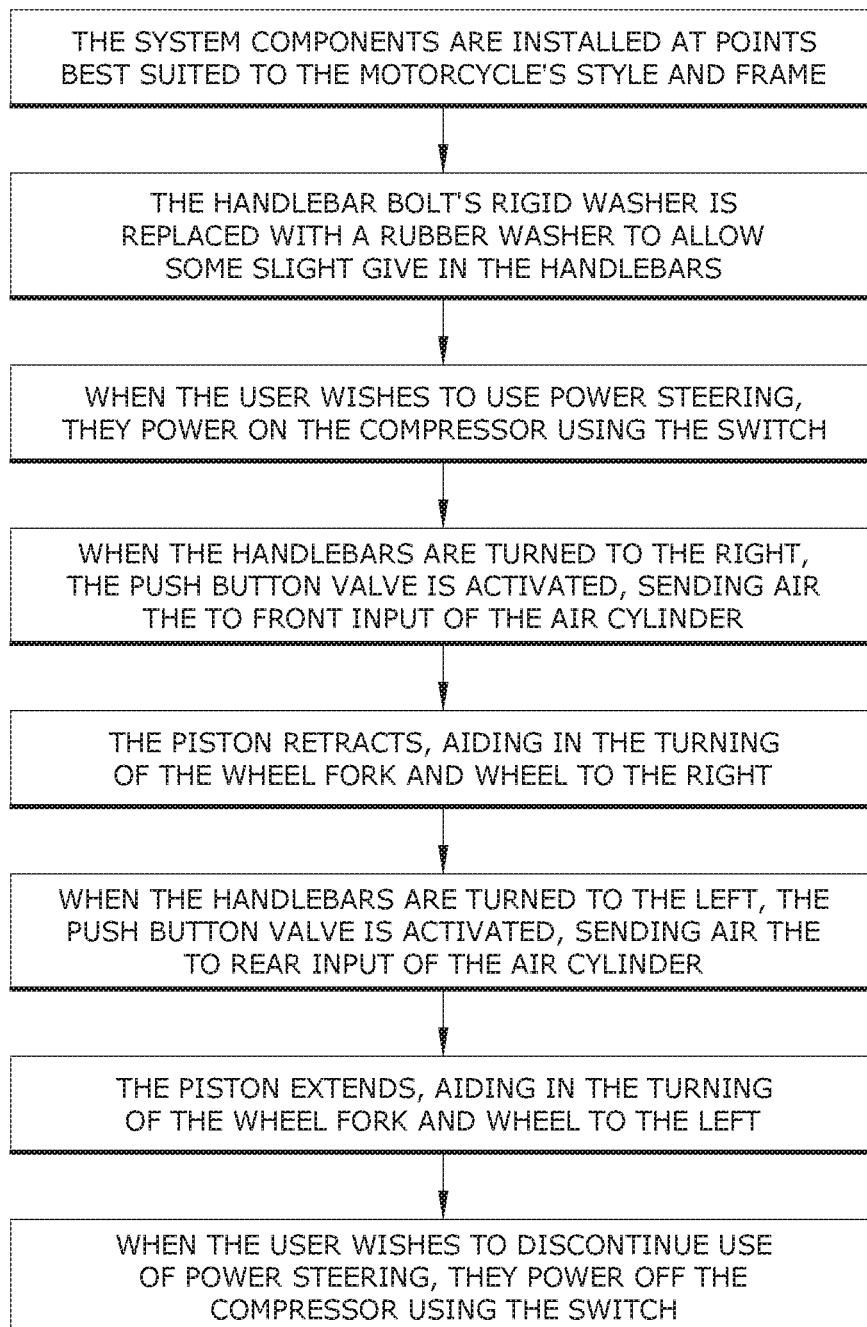 THE SYSTEM COMPONENTS ARE INSTALLED AT POINTS
BEST SUITED TO THE MOTORCYCLE'S STYLE AND FRAME
THE HANDLEBAR BOLT'S RIGID WASHER IS
REPLACED WITH A RUBBER WASHER TO ALLOW
SOME SLIGHT GIVE IN THE HANDLEBARS
WHEN THE USER WISHES TO USE POWER STEERING,
THEY POWER ON THE COMPRESSOR USING THE SWITCH
WHEN THE HANDLEBARS ARE TURNED TO THE RIGHT,
THE PUSH BUTTON VALVE IS ACTIVATED, SENDING AIR
THE TO FRONT INPUT OF THE AIR CYLINDER
THE PISTON RETRACTS, AIDING IN THE TURNING
OF THE WHEEL FORK AND WHEEL TO THE RIGHT
WHEN THE HANDLEBARS ARE TURNED TO THE LEFT, THE
PUSH BUTTON VALVE IS ACTIVATED, SENDING AIR THE
TO REAR INPUT OF THE AIR CYLINDER
THE PISTON EXTENDS, AIDING IN THE TURNING
OF THE WHEEL FORK AND WHEEL TO THE LEFT
WHEN THE USER WISHES TO DISCONTINUE USE
OF POWER STEERING, THEY POWER OFF THE
COMPRESSOR USING THE SWITCH